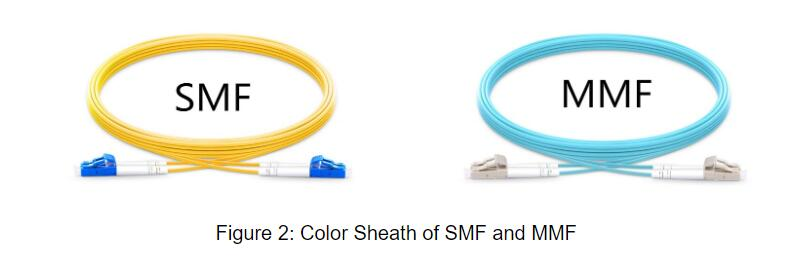 SMF
MMF
Figure 2: Color Sheath of SMF and MMF